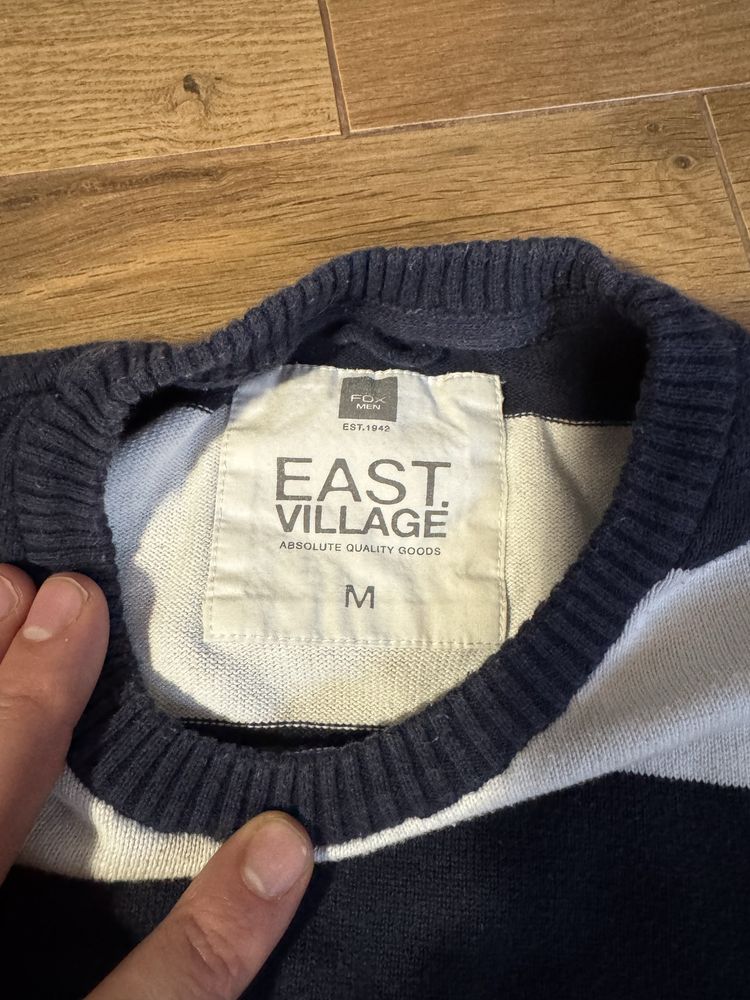 FOX
MEN
EST.1942
EAST.
VILLAGE
ABSOLUTE QUALITY GOODS
M